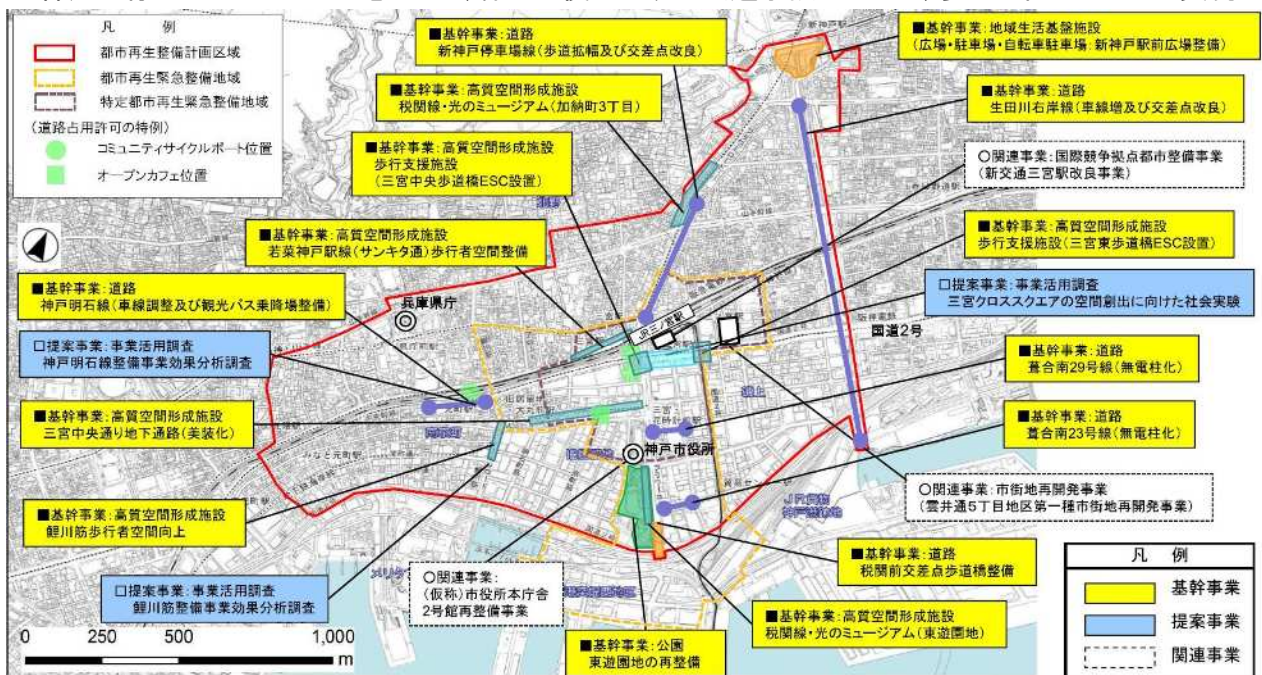 凡　例
都市再生整備計画区域
都市再生緊急整備地域
特定都市再生緊急整備地域
（道路占用許可の特例）
コミュニティサイクルポート位置
オープンカフェ位置
■基幹事業：道路
新神戸停車場線（歩道拡幅及び交差点改良）
■基幹事業：高質空間形成施設
税関線・光のミュージアム（加納町3丁目）
■基幹事業：高質空間形成施設
歩行支援施設
（三宮中央歩道橋ESC設置）
■基幹事業：高質空間形成施設
若菜神戸駅線（サンキタ通）歩行者空間整備
■基幹事業：道路
神戸明石線（車線調整及び観光バス乗降場整備）
□提案事業：事業活用調査
神戸明石線整備事業効果分析調査
■基幹事業：高質空間形成施設
三宮中央通り地下通路（美装化）
■基幹事業：高質空間形成施設
鯉川筋歩行者空間向上
□提案事業：事業活用調査
鯉川筋整備事業効果分析調査
0 250 500 1,000
m
新神戸駅
兵庫県庁
JR三ノ宮駅
国道2号
神戸市役所
みなと元町駅
■基幹事業：地域生活基盤施設
（広場・駐車場・自転車駐車場：新神戸駅前広場整備）
■基幹事業：道路
生田川右岸線（車線増及び交差点改良）
○関連事業：国際競争拠点都市整備事業
（新交通三宮駅改良事業）
■基幹事業：高質空間形成施設
歩行支援施設（三宮東歩道橋ESC設置）
□提案事業：事業活用調査
三宮クロススクエアの空間創出に向けた社会実験
■基幹事業：道路
葺合南29号線（無電柱化）
■基幹事業：道路
葺合南23号線（無電柱化）
○関連事業：市街地再開発事業
（雲井通5丁目地区第一種市街地再開発事業）
■基幹事業：道路
税関前交差点歩道橋整備
■基幹事業：高質空間形成施設
税関線・光のミュージアム（東遊園地）
■基幹事業：公園
東遊園地の再整備
○関連事業：
（仮称）市役所本庁舎
2号館再整備事業
凡　例
基幹事業
提案事業
関連事業